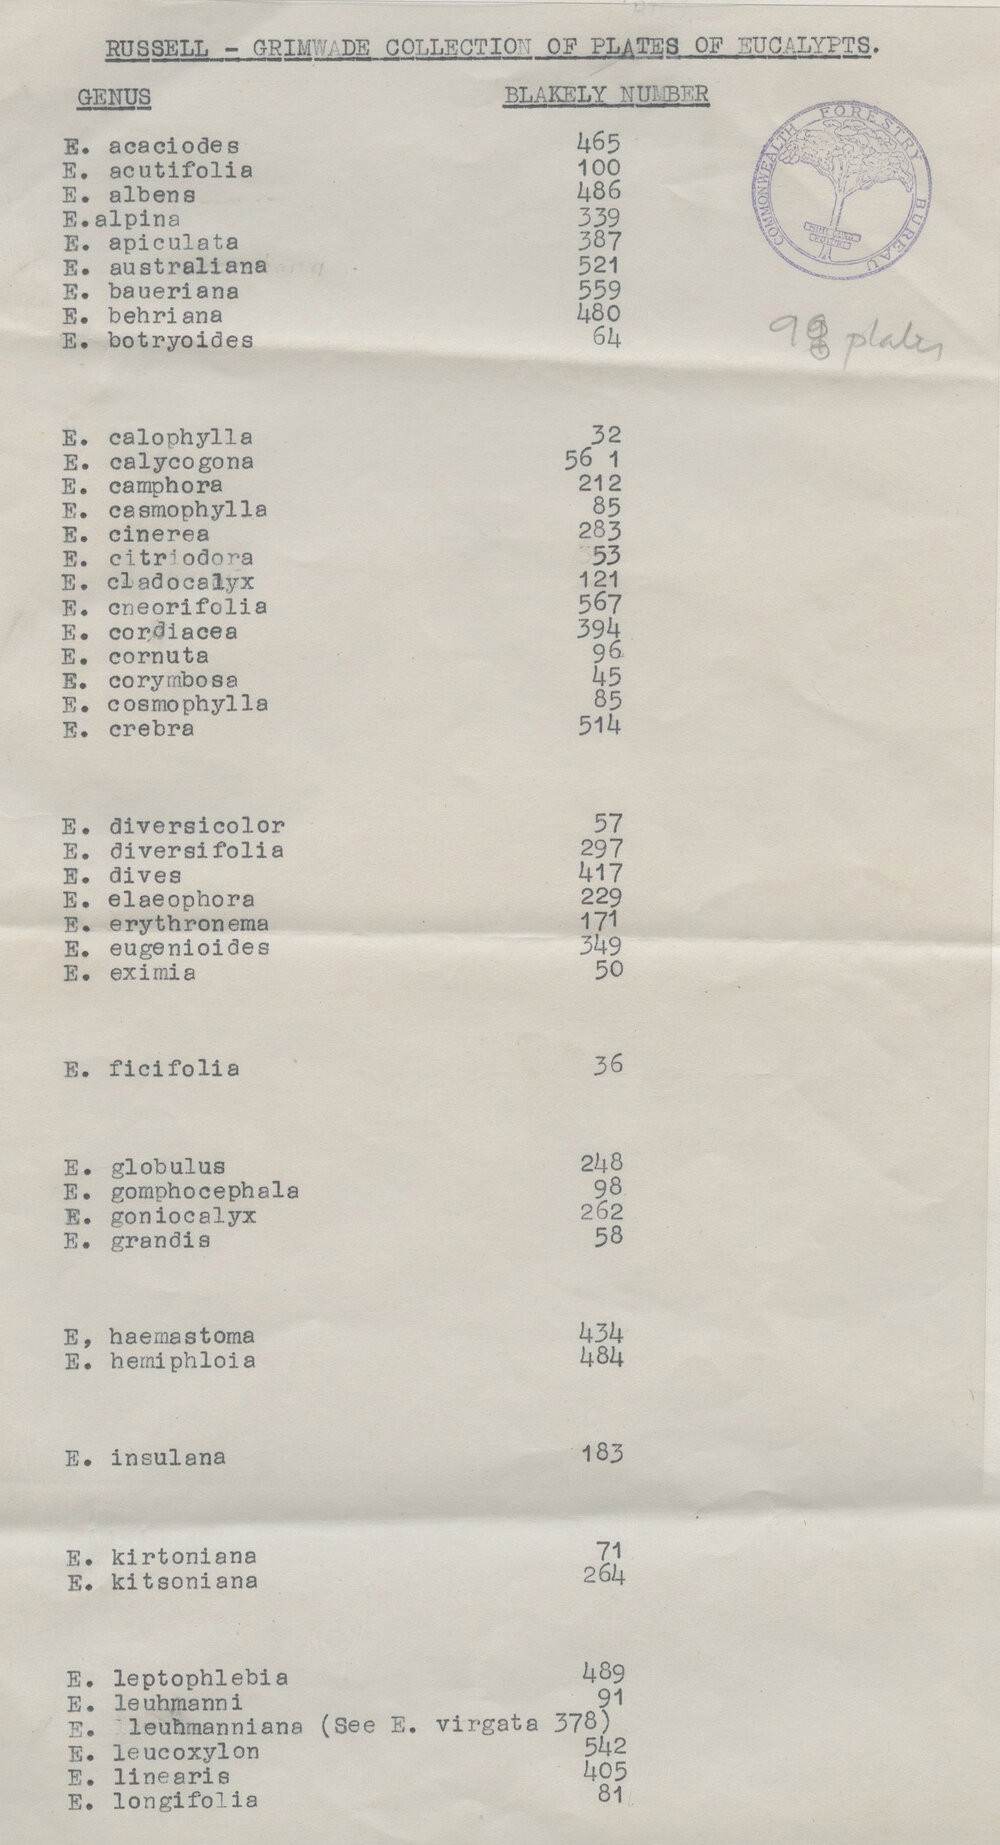 RUSSELL - GRIMWADE COLLECTION OF PLATES OF EUCALYPTS.
GENUS BLAKELY NUMBER
COMMONWEALTH FORESTRY BUREAU
E. acaciodes 465
E. acutifolia 100
E. albens 486
E.alpina 339
E. apiculata 387
E. australiana 521
E. baueriana 559
E. behriana 480
E. botryoides 64
plates
E. calophylla 32
E. calycogona 56 1
E. camphora 212
E. casmophylla 85
E. cinerea 283
E. citriodora 53
E. cladocalyx 121
E. cneorifolia 567
E. cordiacea 394
E. cornuta 96
E. corymbosa 45
E. cosmophylla 85
E. crebra 514
E. diversicolor 57
E. diversifolia 297
E. dives 417
E. elaeophora 229
E. erythronema 171
E. eugenioides 349
E. eximia 50
E. ficifolia 36
E. globulus 248
E. gomphocephala 98
E. goniocalyx 262
E. grandis 58
E, haemastoma 434
E. hemiphloia 484
E. insulana 183
E. kirtoniana 71
E. kitsoniana 264
E. leptophlebia 489
E. leuhmanni 91
E. leuhmanniana (See E. virgata 378)
E. leucoxylon 542
E. linearis 405
E. longifolia 81